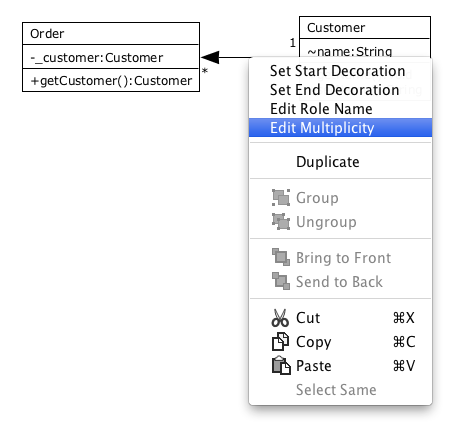 Order
-_customer:Customer
+getCustomer():Customer
*
1
Customer
~name:String
Set Start Decoration
Set End Decoration
Edit Role Name
Edit Multiplicity
Duplicate
Group
Ungroup
Bring to Front
Send to Back
Cut ⌘X
Copy ⌘C
Paste ⌘V
Select Same